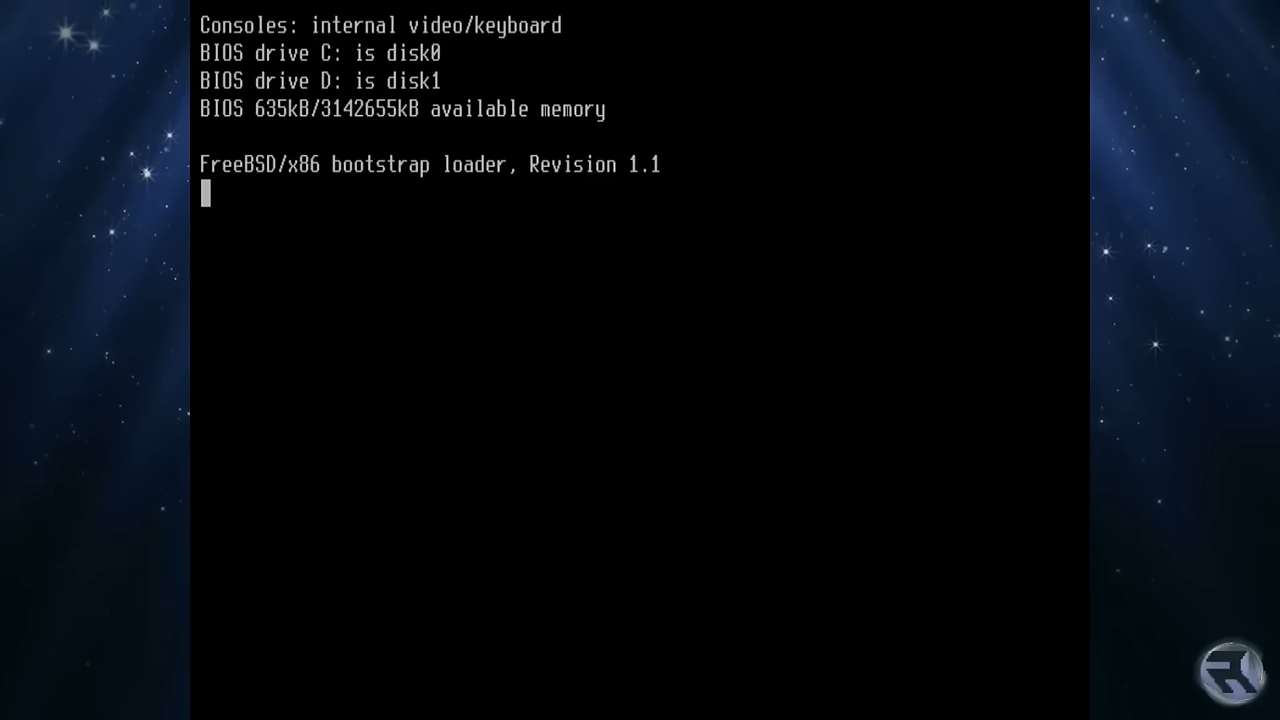 Consoles: internal video/keyboard
BIOS drive C: is disk0
BIOS drive D: is disk1
BIOS 635kB/3142655kB available memory
FreeBSD/x86 bootstrap loader, Revision 1.1